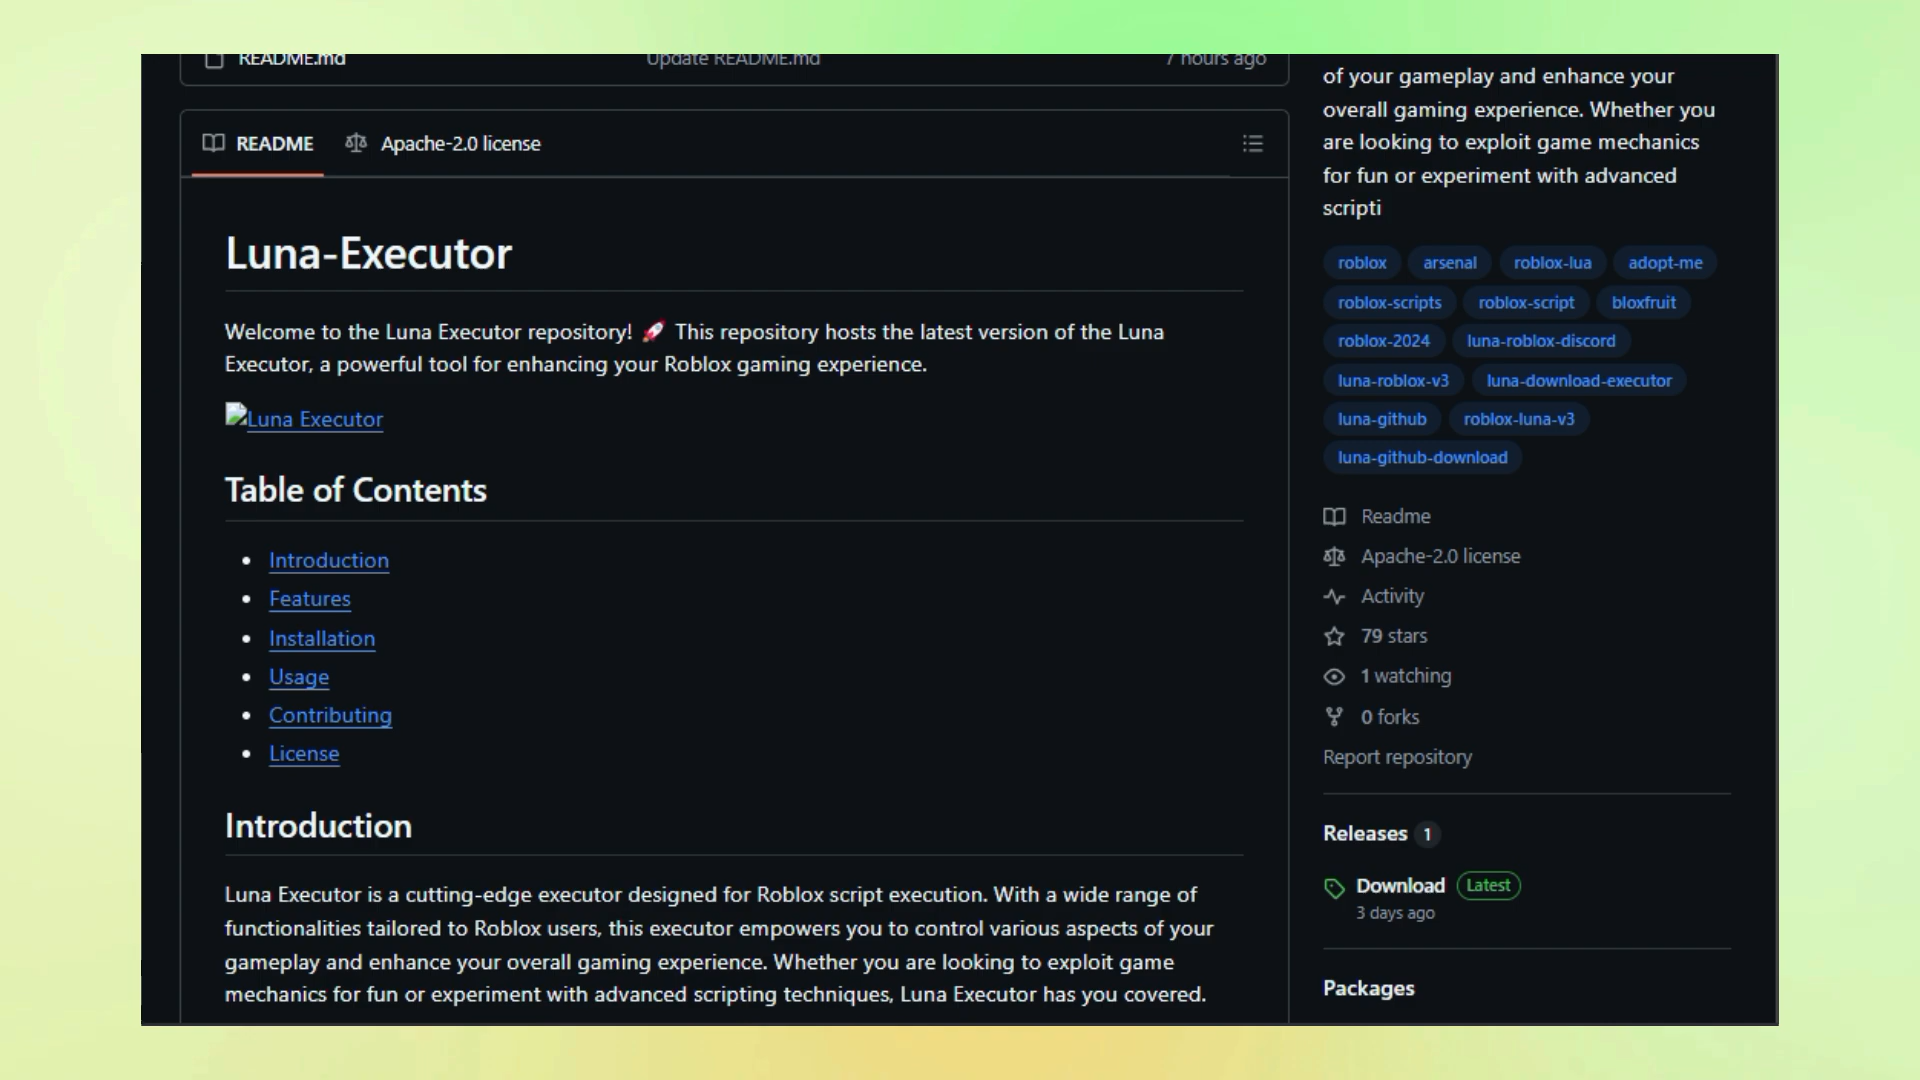 README.md Update README.md 7 hours ago
README Apache-2.0 license
Luna-Executor
Welcome to the Luna Executor repository! 🚀 This repository hosts the latest version of the Luna
Executor, a powerful tool for enhancing your Roblox gaming experience.
Luna Executor
Table of Contents
Introduction
Features
Installation
Usage
Contributing
License
Introduction
Luna Executor is a cutting-edge executor designed for Roblox script execution. With a wide range of
functionalities tailored to Roblox users, this executor empowers you to control various aspects of your
gameplay and enhance your overall gaming experience. Whether you are looking to exploit game
mechanics for fun or experiment with advanced scripting techniques, Luna Executor has you covered.
of your gameplay and enhance your
overall gaming experience. Whether you
are looking to exploit game mechanics
for fun or experiment with advanced
scripti
roblox arsenal roblox-lua adopt-me
roblox-scripts roblox-script bloxfruit
roblox-2024 luna-roblox-discord
luna-roblox-v3 luna-download-executor
luna-github roblox-luna-v3
luna-github-download
Readme
Apache-2.0 license
Activity
79 stars
1 watching
0 forks
Report repository
Releases 1
Download Latest
3 days ago
Packages